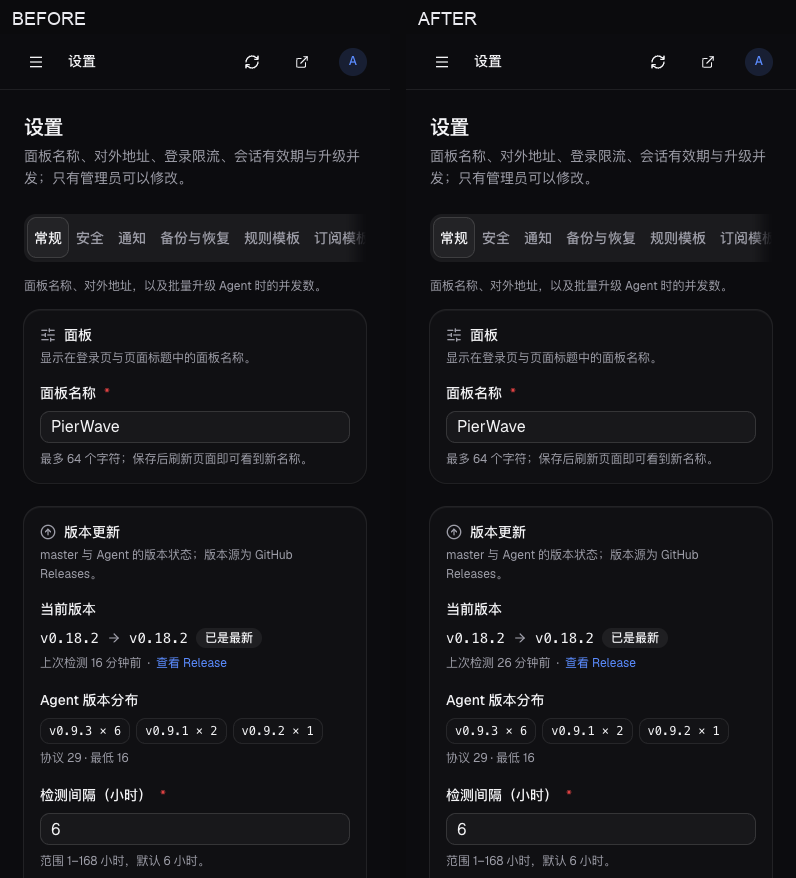 BEFORE
设置
A
设置
面板名称、对外地址、登录限流、会话有效期与升级并
发；只有管理员可以修改。
常规 安全 通知 备份与恢复 规则模板 订阅模板
面板名称、对外地址，以及批量升级 Agent 时的并发数。
面板
显示在登录页与页面标题中的面板名称。
面板名称 *
PierWave
最多 64 个字符；保存后刷新页面即可看到新名称。
版本更新
master 与 Agent 的版本状态；版本源为 GitHub
Releases。
当前版本
v0.18.2 → v0.18.2 已是最新
上次检测 16 分钟前 · 查看 Release
Agent 版本分布
v0.9.3 × 6 v0.9.1 × 2 v0.9.2 × 1
协议 29 · 最低 16
检测间隔（小时） *
6
范围 1–168 小时，默认 6 小时。
AFTER
设置
A
设置
面板名称、对外地址、登录限流、会话有效期与升级并
发；只有管理员可以修改。
常规 安全 通知 备份与恢复 规则模板 订阅模板
面板名称、对外地址，以及批量升级 Agent 时的并发数。
面板
显示在登录页与页面标题中的面板名称。
面板名称 *
PierWave
最多 64 个字符；保存后刷新页面即可看到新名称。
版本更新
master 与 Agent 的版本状态；版本源为 GitHub
Releases。
当前版本
v0.18.2 → v0.18.2 已是最新
上次检测 26 分钟前 · 查看 Release
Agent 版本分布
v0.9.3 × 6 v0.9.1 × 2 v0.9.2 × 1
协议 29 · 最低 16
检测间隔（小时） *
6
范围 1–168 小时，默认 6 小时。